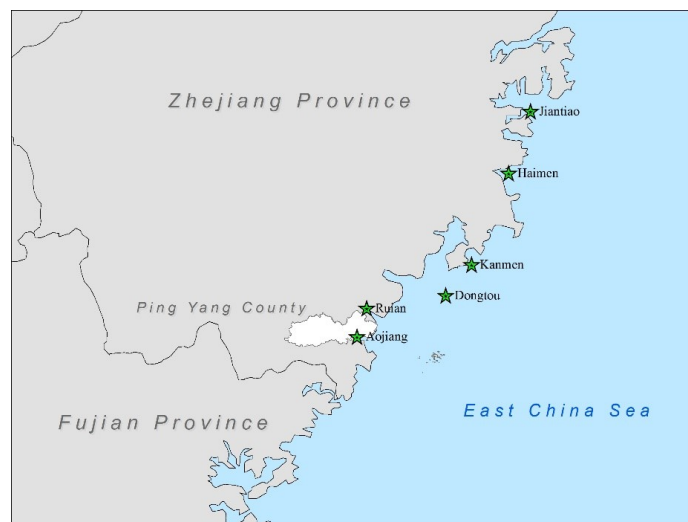 Zhejiang Province
Jiantiao
Haimen
Kanmen
Dongtou
Ping Yang County
Ruian
Aojiang
East China Sea
Fujian Province